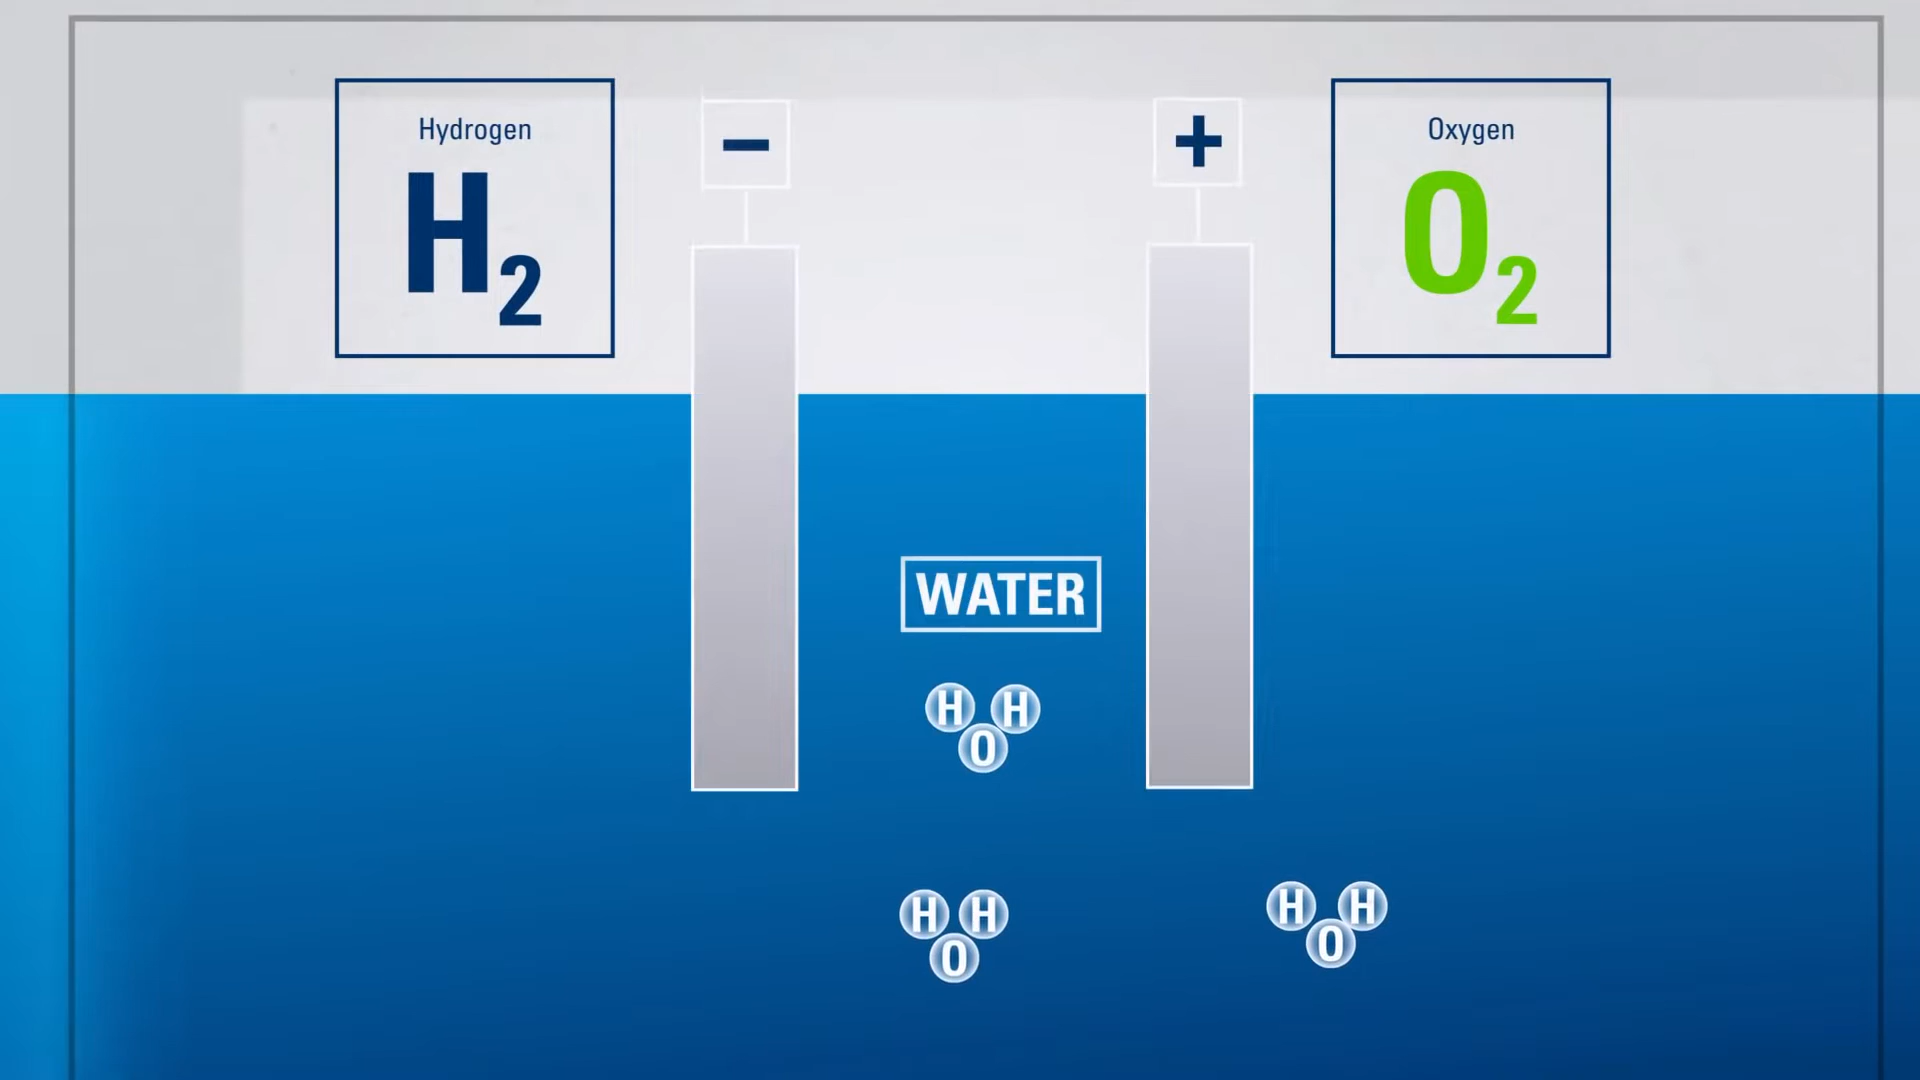 Hydrogen
H2
−
+
Oxygen
O2
WATER
H H
O
H H
O
H H
O